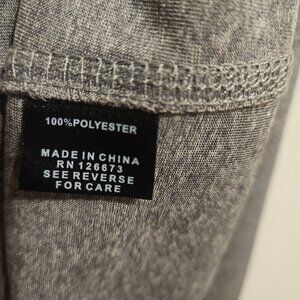 100%POLYESTER
MADE IN CHINA
RN 126673
SEE REVERSE
FOR CARE